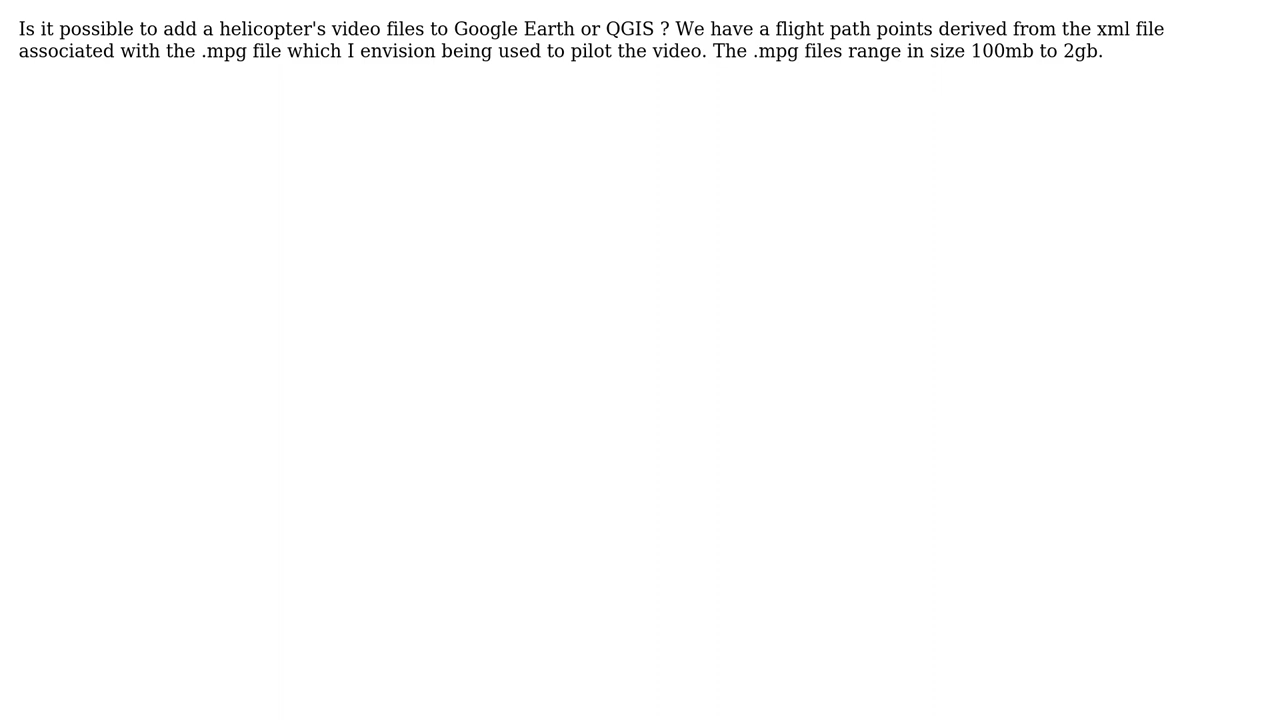 Is it possible to add a helicopter's video files to Google Earth or QGIS ? We have a flight path points derived from the xml file
associated with the .mpg file which I envision being used to pilot the video. The .mpg files range in size 100mb to 2gb.